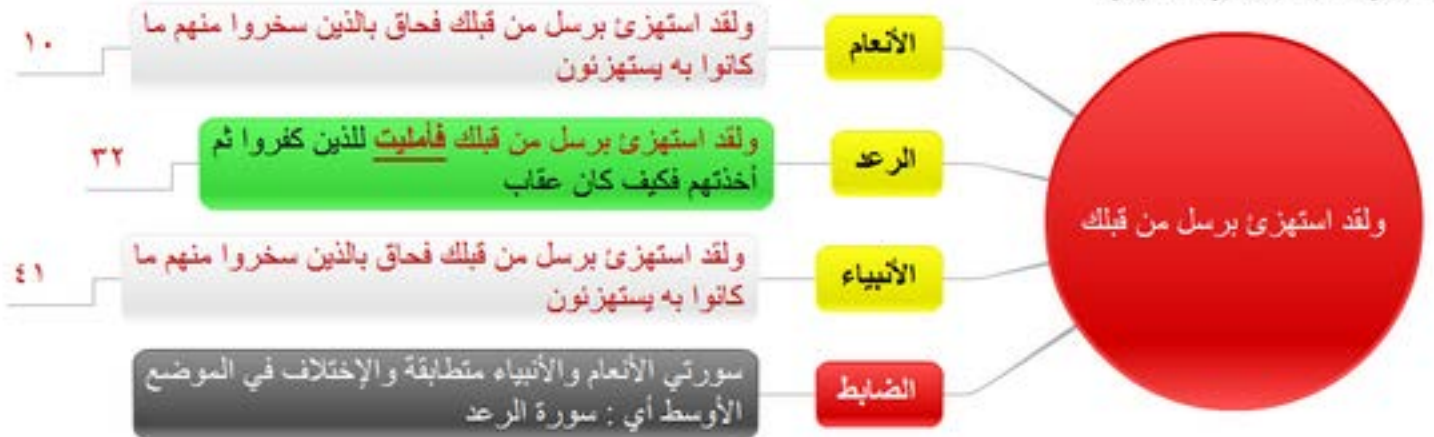 ولقد استهزئ برسل من قبلك
الأنعام
ولقد استهزئ برسل من قبلك فحاق بالذين سخروا منهم ما
كانوا به يستهزئون
١٠
الرعد
ولقد استهزئ برسل من قبلك فأمليت للذين كفروا ثم
أخذتهم فكيف كان عقاب
٣٢
الأنبياء
ولقد استهزئ برسل من قبلك فحاق بالذين سخروا منهم ما
كانوا به يستهزئون
٤١
الضابط
سورتي الأنعام والأنبياء متطابقة والإختلاف في الموضع
الأوسط أي : سورة الرعد